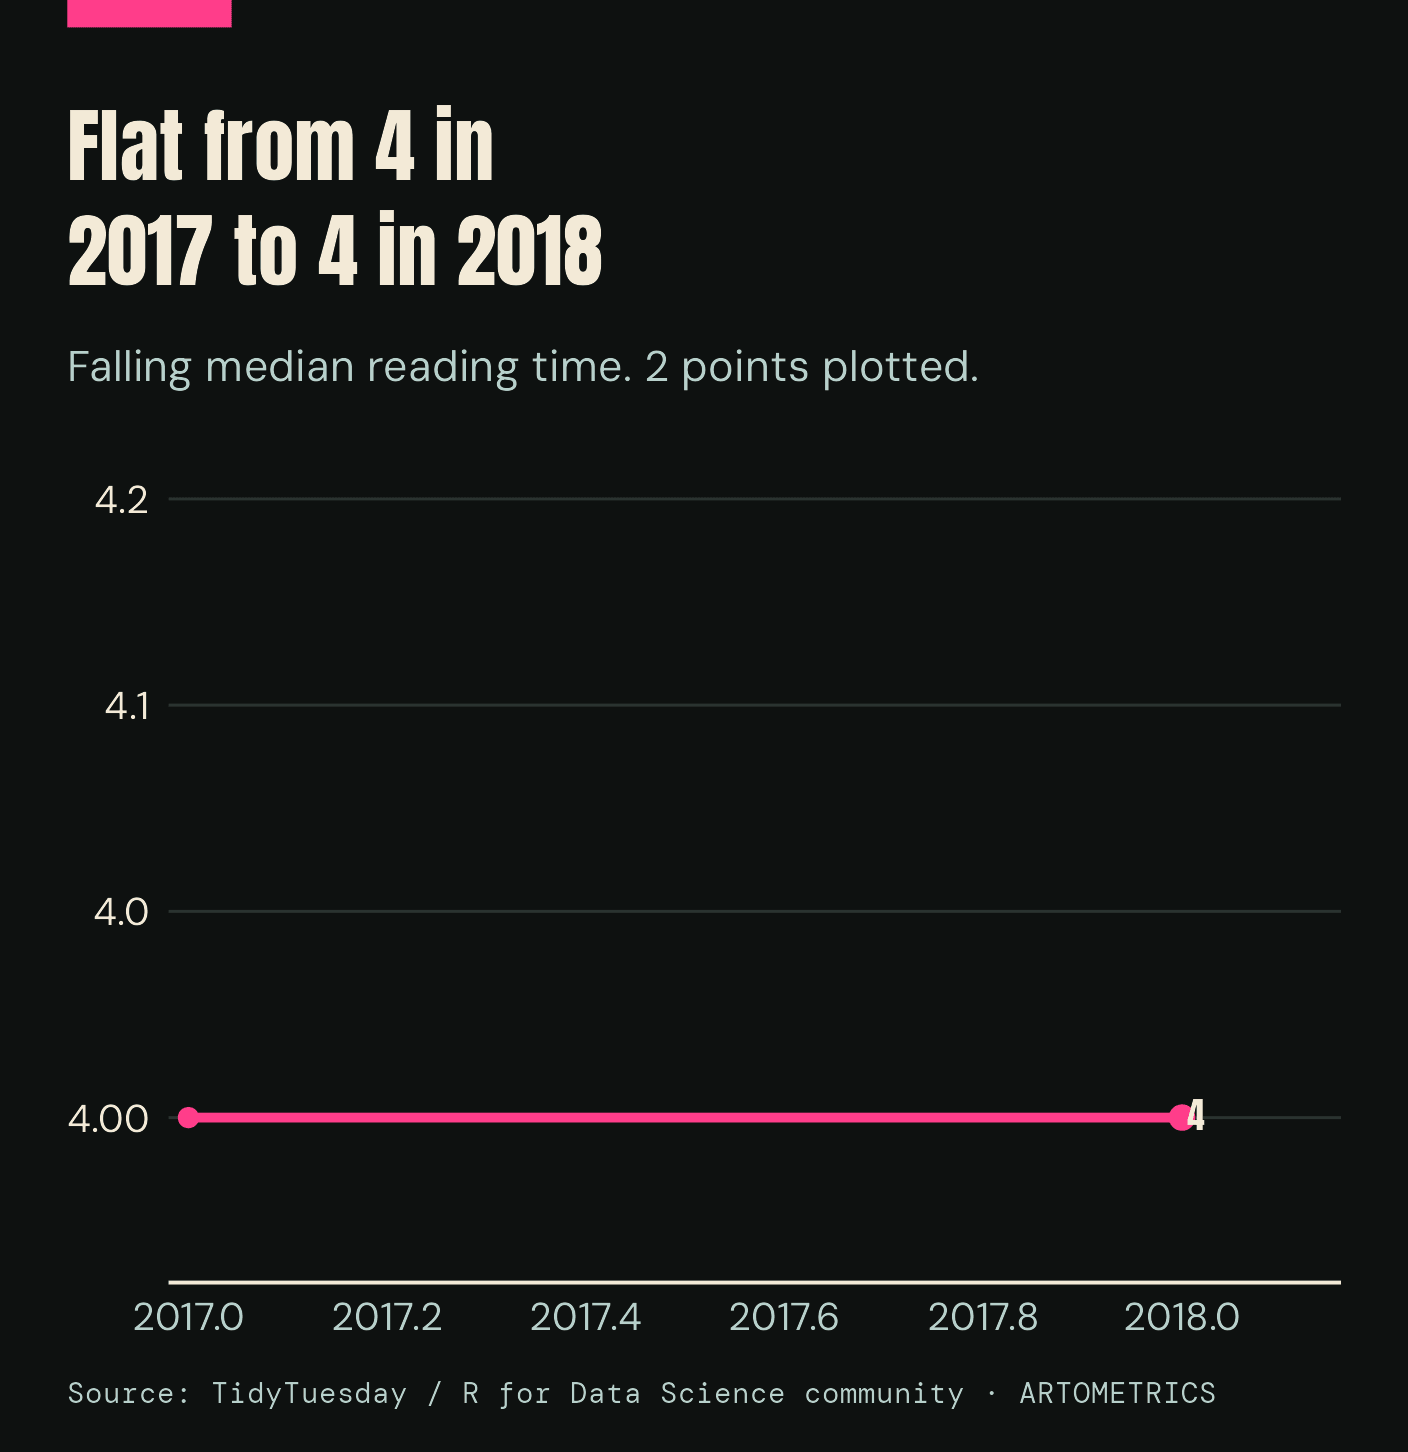 Flat from 4 in
2017 to 4 in 2018
Falling median reading time. 2 points plotted.
4.2
4.1
4.0
4.00
4
2017.0 2017.2 2017.4 2017.6 2017.8 2018.0
Source: TidyTuesday / R for Data Science community · ARTOMETRICS